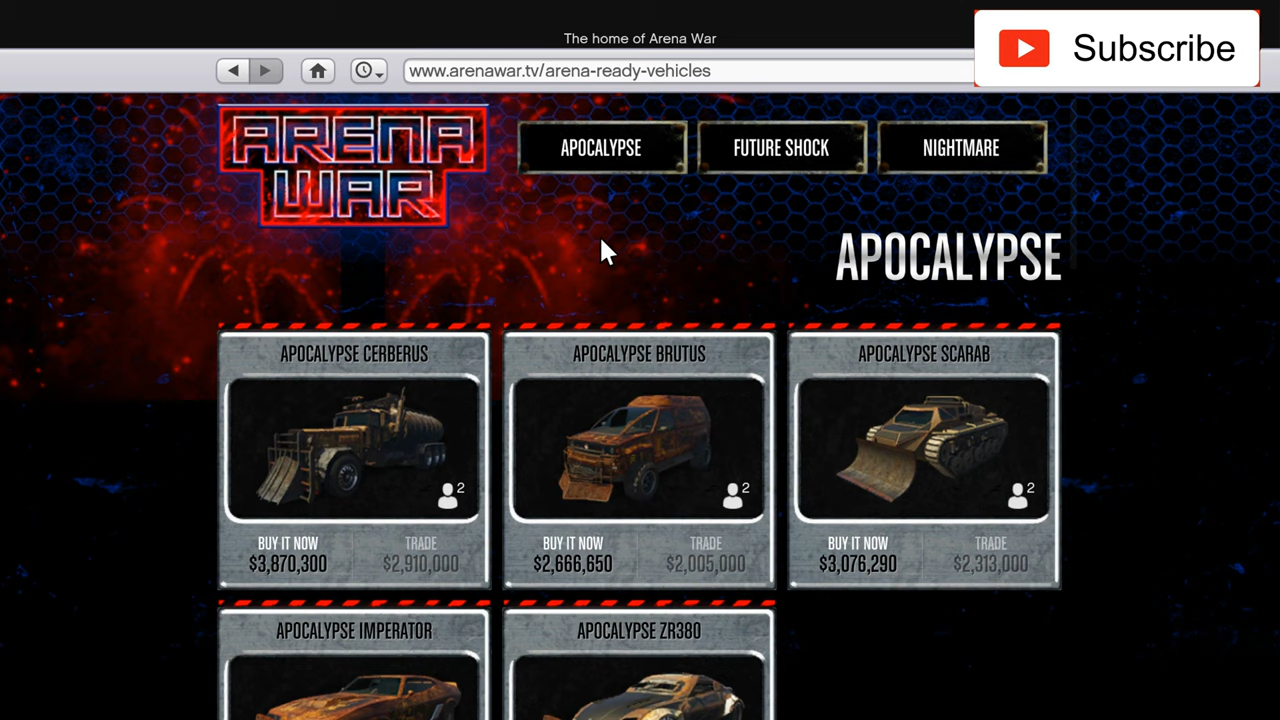 The home of Arena War
Subscribe
www.arenawar.tv/arena-ready-vehicles
ARENA
WAR
APOCALYPSE
FUTURE SHOCK
NIGHTMARE
APOCALYPSE
APOCALYPSE CERBERUS
2
BUY IT NOW
$3,870,300
TRADE
$2,910,000
APOCALYPSE BRUTUS
2
BUY IT NOW
$2,666,650
TRADE
$2,005,000
APOCALYPSE SCARAB
2
BUY IT NOW
$3,076,290
TRADE
$2,313,000
APOCALYPSE IMPERATOR
APOCALYPSE ZR380